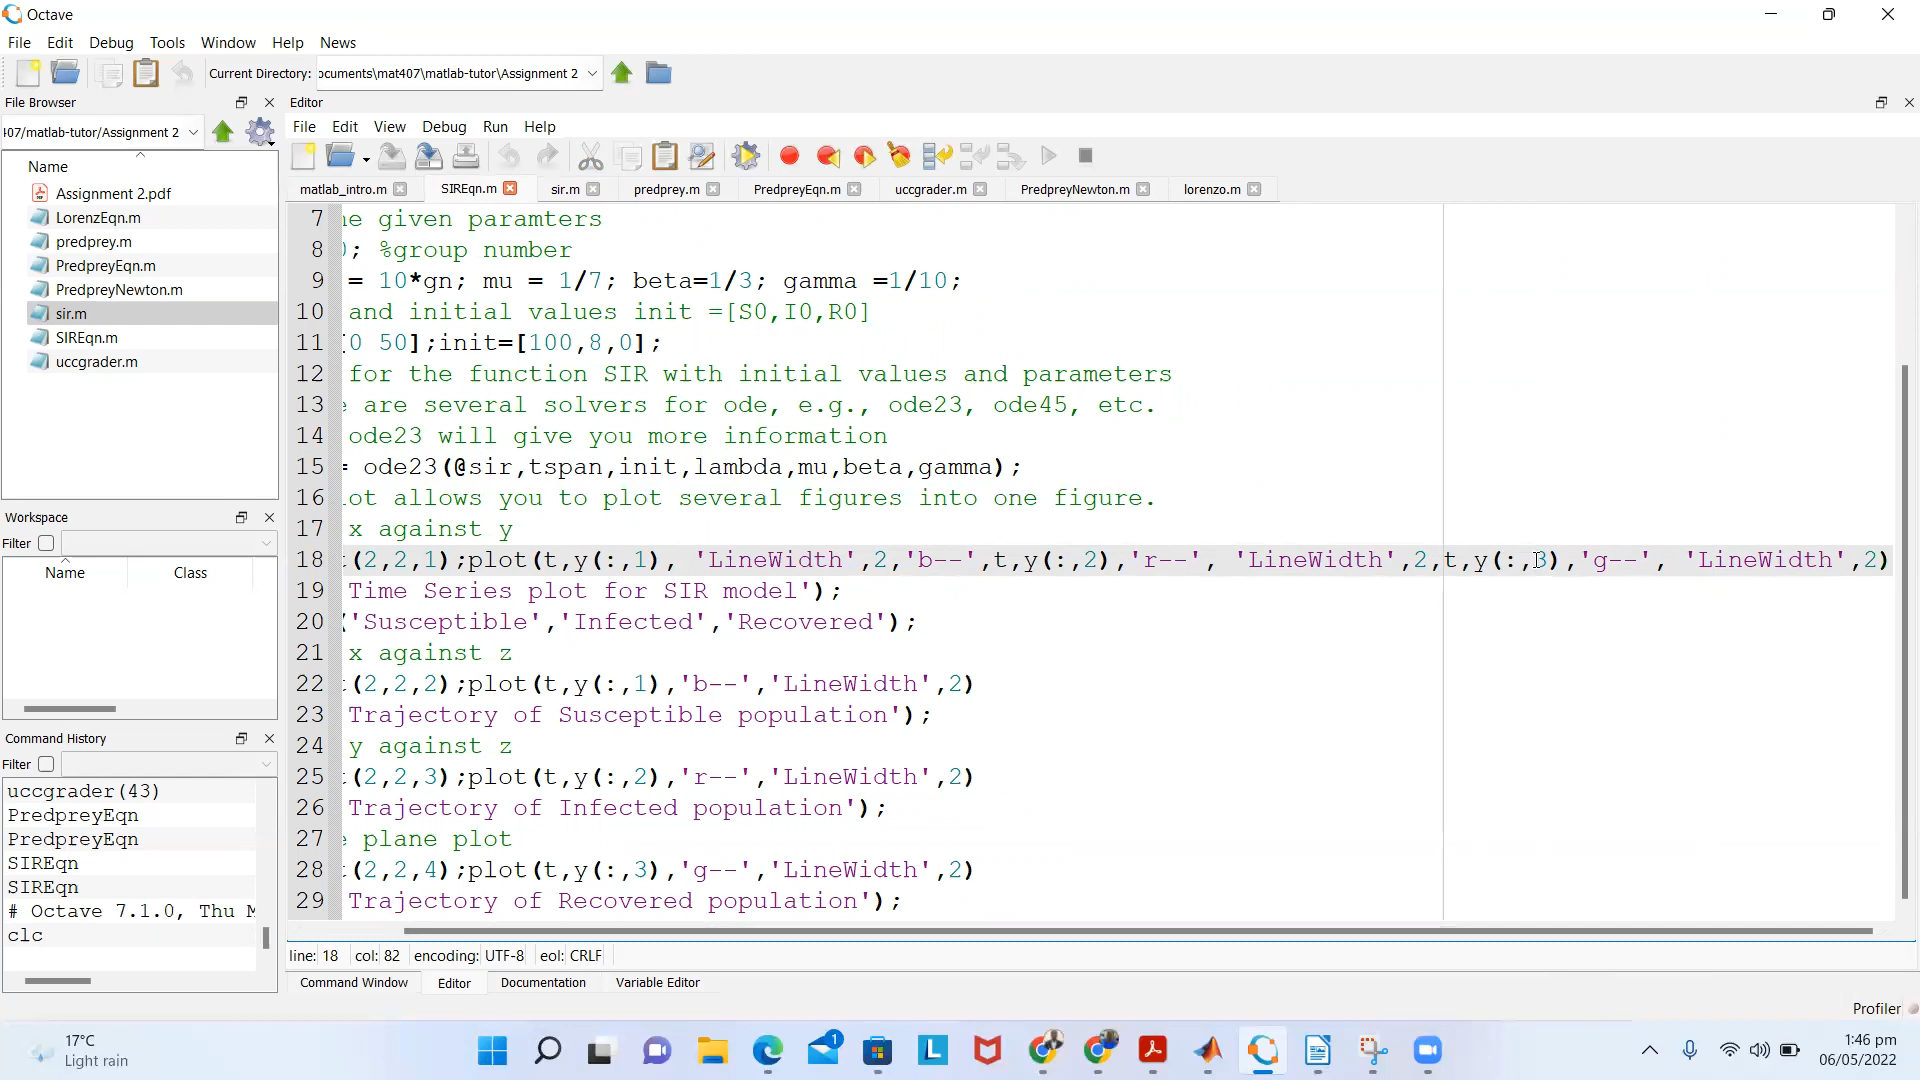 Octave
File Edit Debug Tools Window Help News
Current Directory: ocuments\mat407\matlab-tutor\Assignment 2
File Browser
407/matlab-tutor/Assignment 2
Name
Assignment 2.pdf
LorenzEqn.m
predprey.m
PredpreyEqn.m
PredpreyNewton.m
sir.m
SIREqn.m
uccgrader.m
Workspace
Filter
Name Class
Command History
Filter
uccgrader(43)
PredpreyEqn
PredpreyEqn
SIREqn
SIREqn
# Octave 7.1.0, Thu M
clc
Editor
File Edit View Debug Run Help
matlab_intro.m SIREqn.m sir.m predprey.m PredpreyEqn.m uccgrader.m PredpreyNewton.m lorenzo.m
7 ne given paramters
8 ; %group number
9 = 10*gn; mu = 1/7; beta=1/3; gamma =1/10;
10 and initial values init =[S0,I0,R0]
11 [0 50];init=[100,8,0];
12 for the function SIR with initial values and parameters
13 e are several solvers for ode, e.g., ode23, ode45, etc.
14 ode23 will give you more information
15 = ode23(@sir,tspan,init,lambda,mu,beta,gamma);
16 lot allows you to plot several figures into one figure.
17 x against y
18 t(2,2,1);plot(t,y(:,1), 'LineWidth',2,'b--',t,y(:,2),'r--', 'LineWidth',2,t,y(:,3),'g--', 'LineWidth',2)
19 Time Series plot for SIR model');
20 ('Susceptible','Infected','Recovered');
21 x against z
22 t(2,2,2);plot(t,y(:,1),'b--','LineWidth',2)
23 Trajectory of Susceptible population');
24 y against z
25 t(2,2,3);plot(t,y(:,2),'r--','LineWidth',2)
26 Trajectory of Infected population');
27 e plane plot
28 t(2,2,4);plot(t,y(:,3),'g--','LineWidth',2)
29 Trajectory of Recovered population');
line: 18 col: 82 encoding: UTF-8 eol: CRLF
Command Window Editor Documentation Variable Editor
Profiler
17°C
Light rain
1
L
1:46 pm
06/05/2022